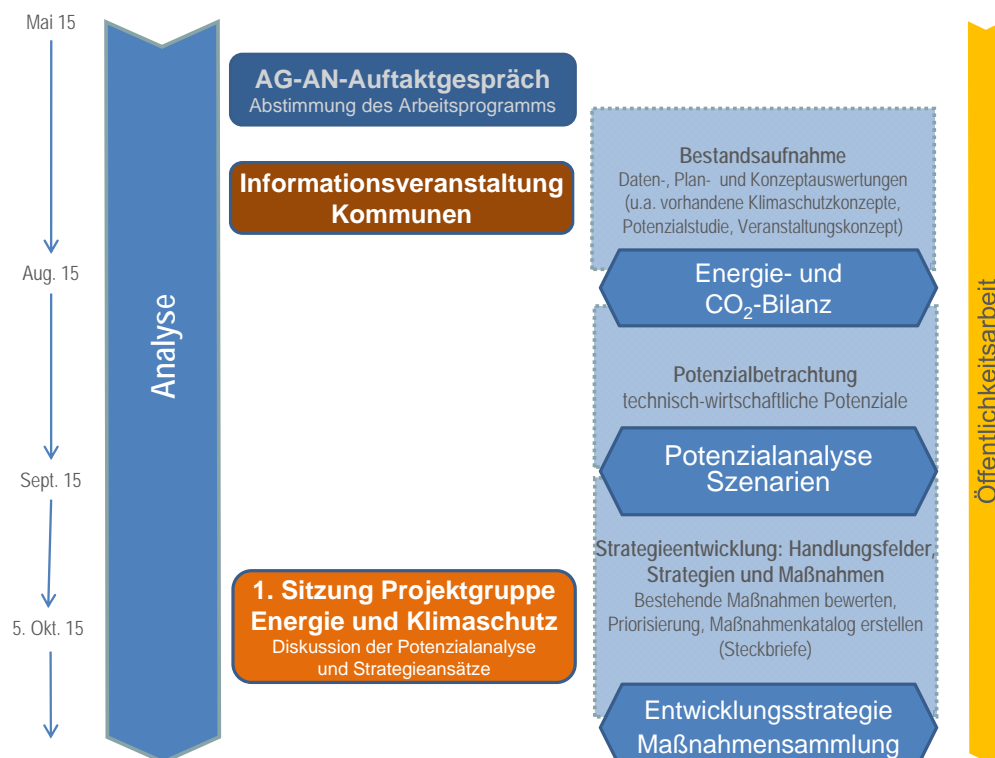 Mai 15
Aug. 15
Sept. 15
5. Okt. 15
Analyse
AG-AN-Auftaktgespräch
Abstimmung des Arbeitsprogramms
Informationsveranstaltung
Kommunen
1. Sitzung Projektgruppe
Energie und Klimaschutz
Diskussion der Potenzialanalyse
und Strategieansätze
Bestandsaufnahme
Daten-, Plan- und Konzeptauswertungen
(u.a. vorhandene Klimaschutzkonzepte,
Potenzialstudie, Veranstaltungskonzept)
Energie- und
CO₂-Bilanz
Potenzialbetrachtung
technisch-wirtschaftliche Potenziale
Potenzialanalyse
Szenarien
Strategieentwicklung: Handlungsfelder,
Strategien und Maßnahmen
Bestehende Maßnahmen bewerten,
Priorisierung, Maßnahmenkatalog erstellen
(Steckbriefe)
Entwicklungsstrategie
Maßnahmensammlung
Öffentlichkeitsarbeit